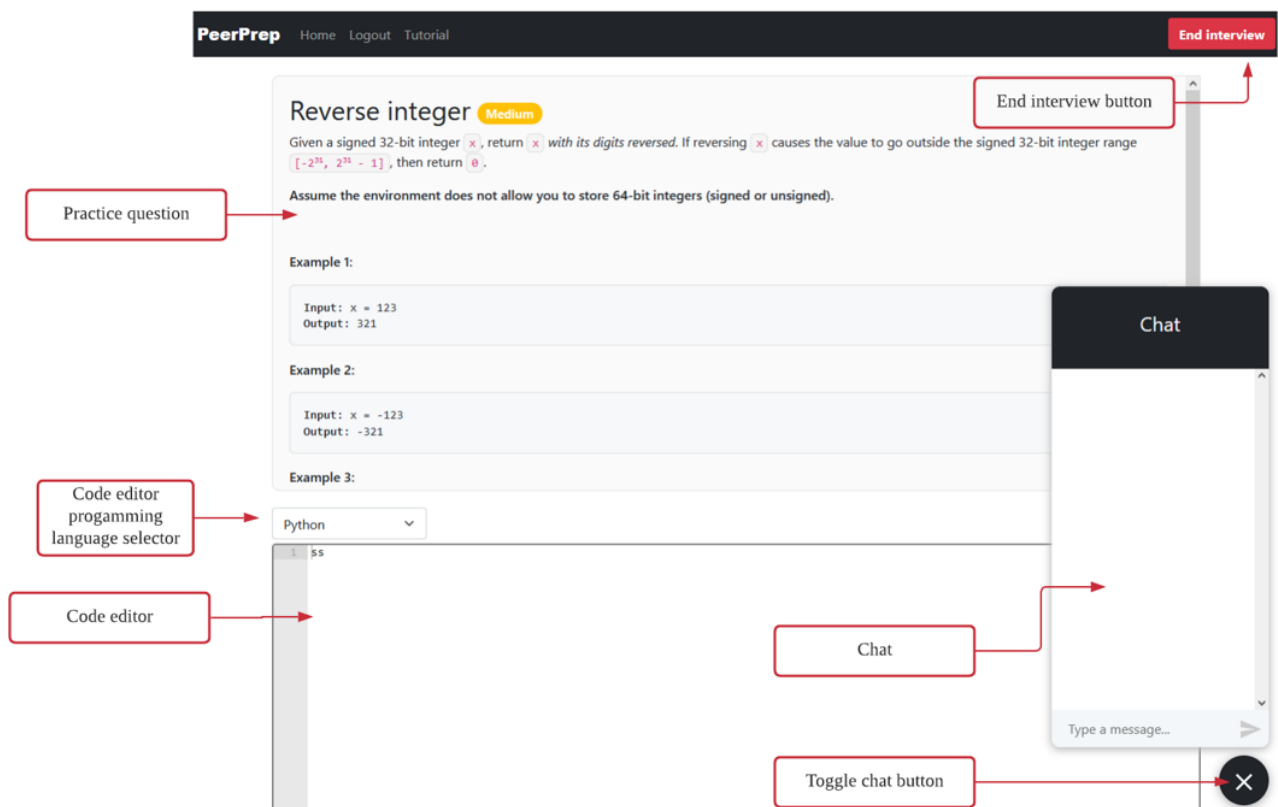 PeerPrep Home Logout Tutorial End interview
End interview button
Reverse integer Medium
Given a signed 32-bit integer x, return x with its digits reversed. If reversing x causes the value to go outside the signed 32-bit integer range
[-2³¹, 2³¹ - 1], then return 0.
Assume the environment does not allow you to store 64-bit integers (signed or unsigned).
Practice question
Example 1:
Input: x = 123
Output: 321
Example 2:
Input: x = -123
Output: -321
Example 3:
Chat
Code editor
progamming
language selector
Python
1 ss
Code editor
Chat
Type a message...
Toggle chat button